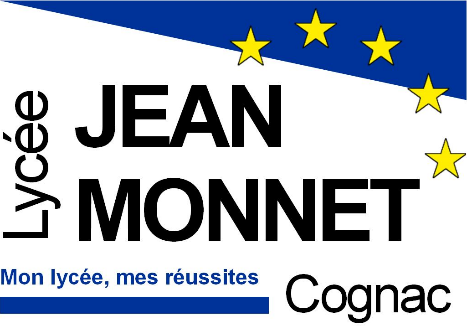 Lycée
JEAN
MONNET
Mon lycée, mes réussites
Cognac